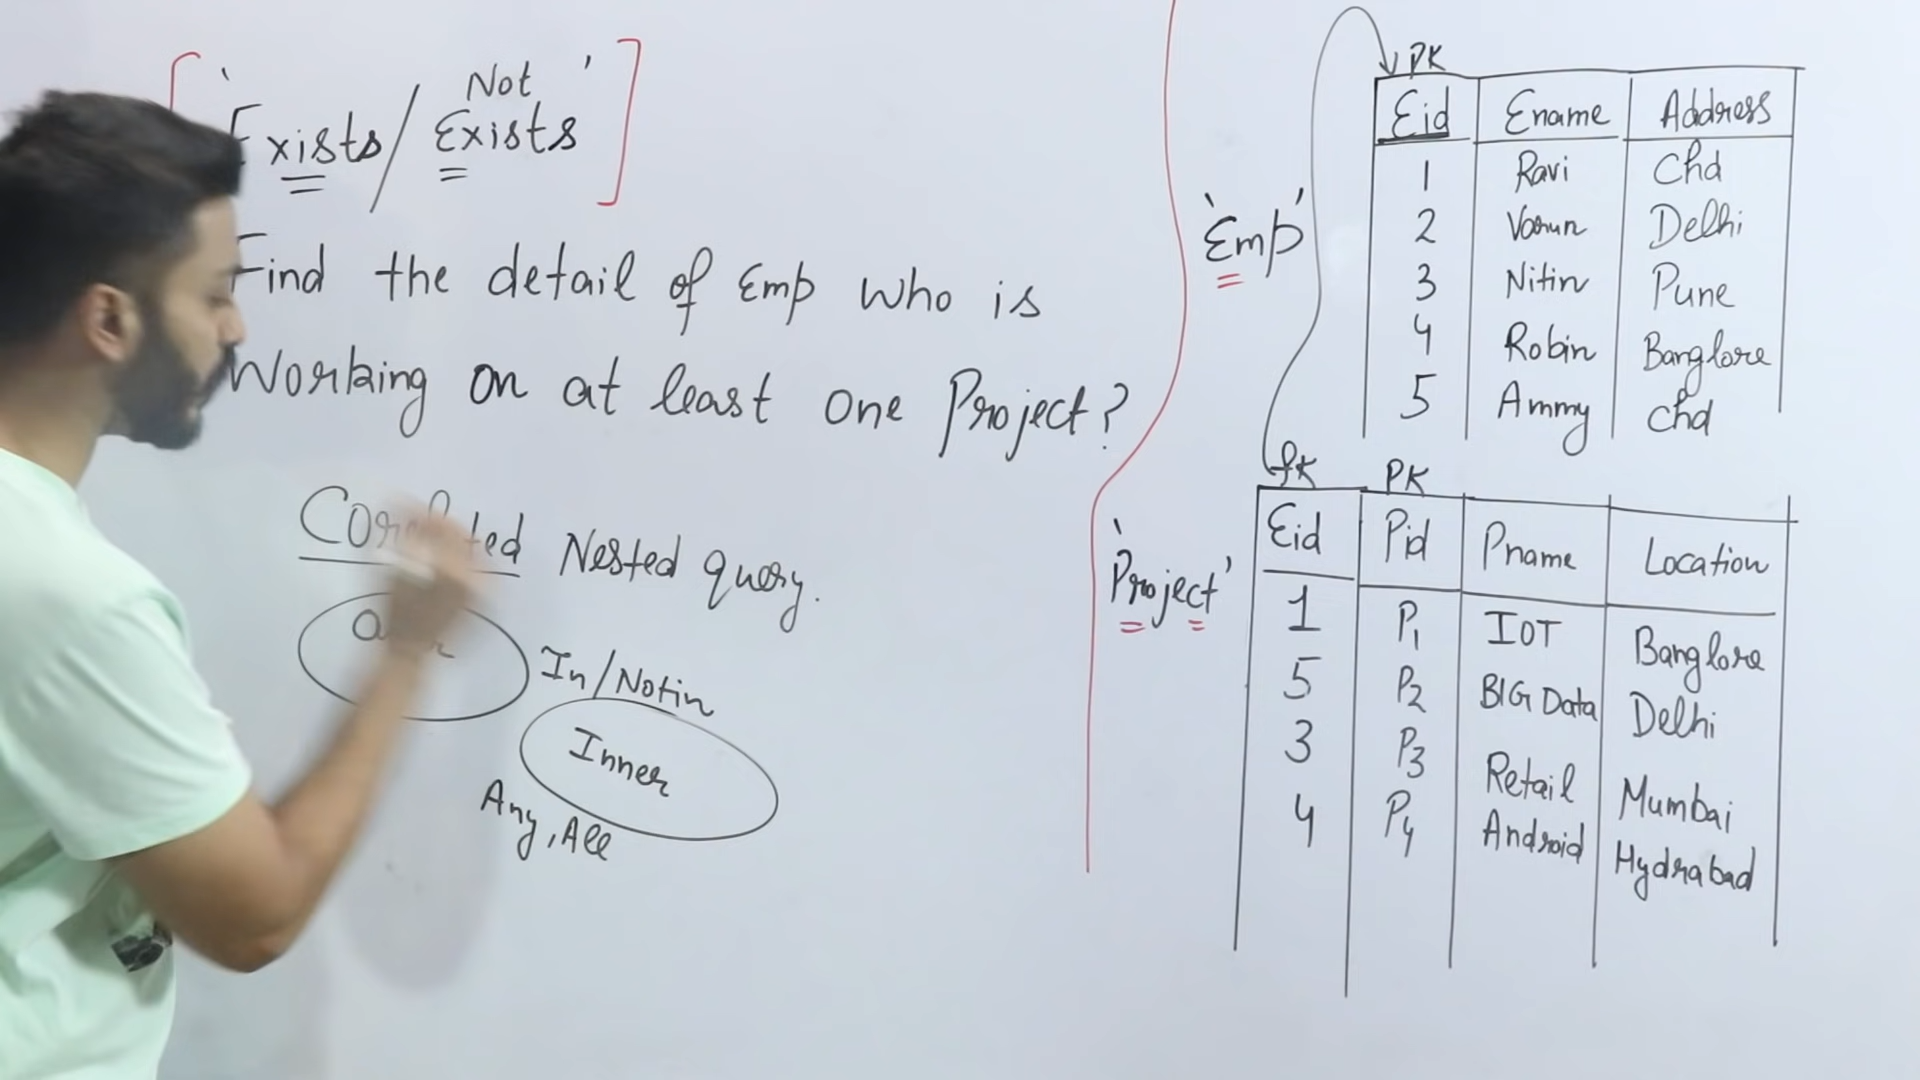 'Exists/ Not Exists'
Find the detail of Emp who is
Working on at least one Project?
Corelated Nested query.
In/Notin
Inner
Any, All
'Emp'
PK
Eid Ename Address
1 Ravi Chd
2 Varun Delhi
3 Nitin Pune
4 Robin Banglore
5 Ammy Chd
'Project'
fK PK
Eid Pid Pname Location
1 P1 IOT Banglore
5 P2 BIG Data Delhi
3 P3 Retail Mumbai
4 P4 Android Hydrabad